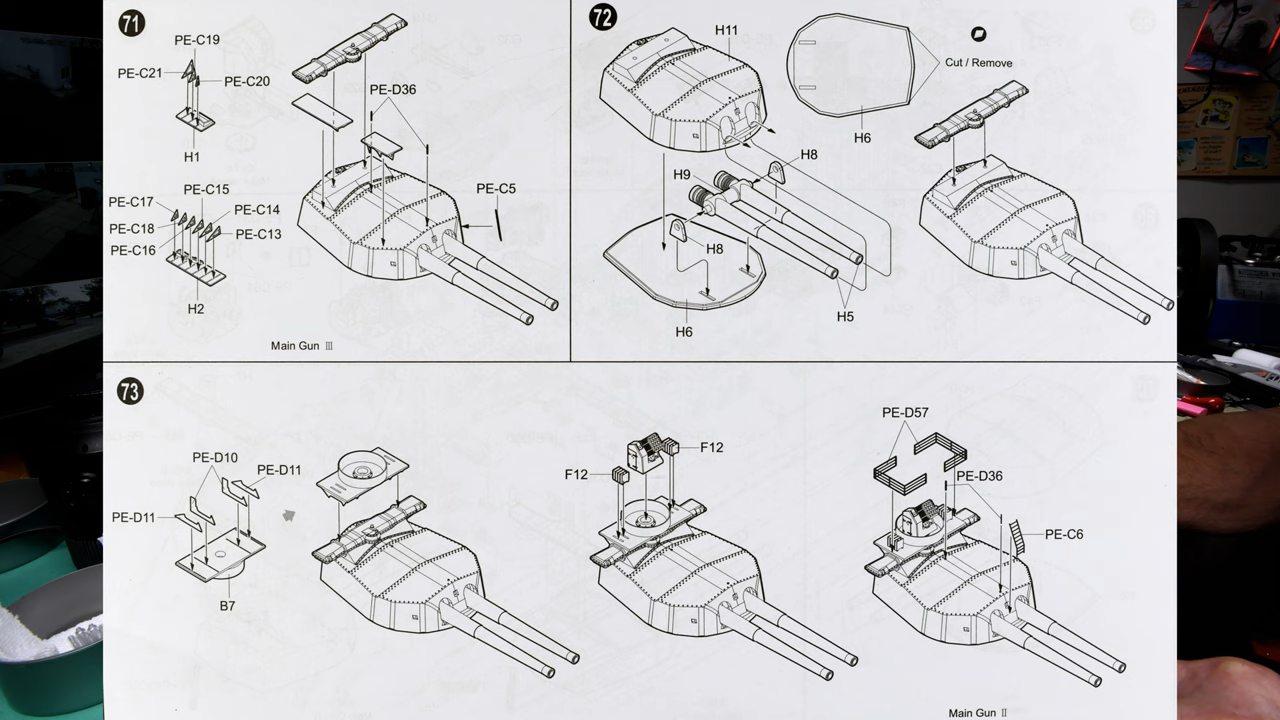 71
PE-C19
PE-C21
PE-C20
H1
PE-C15
PE-C17
PE-C14
PE-C18
PE-C13
PE-C16
H2
PE-D36
PE-C5
Main Gun Ⅲ
72
H11
Cut / Remove
H6
H8
H9
H8
H6
H5
73
PE-D10
PE-D11
PE-D11
B7
F12
F12
PE-D57
PE-D36
PE-C6
Main Gun Ⅱ